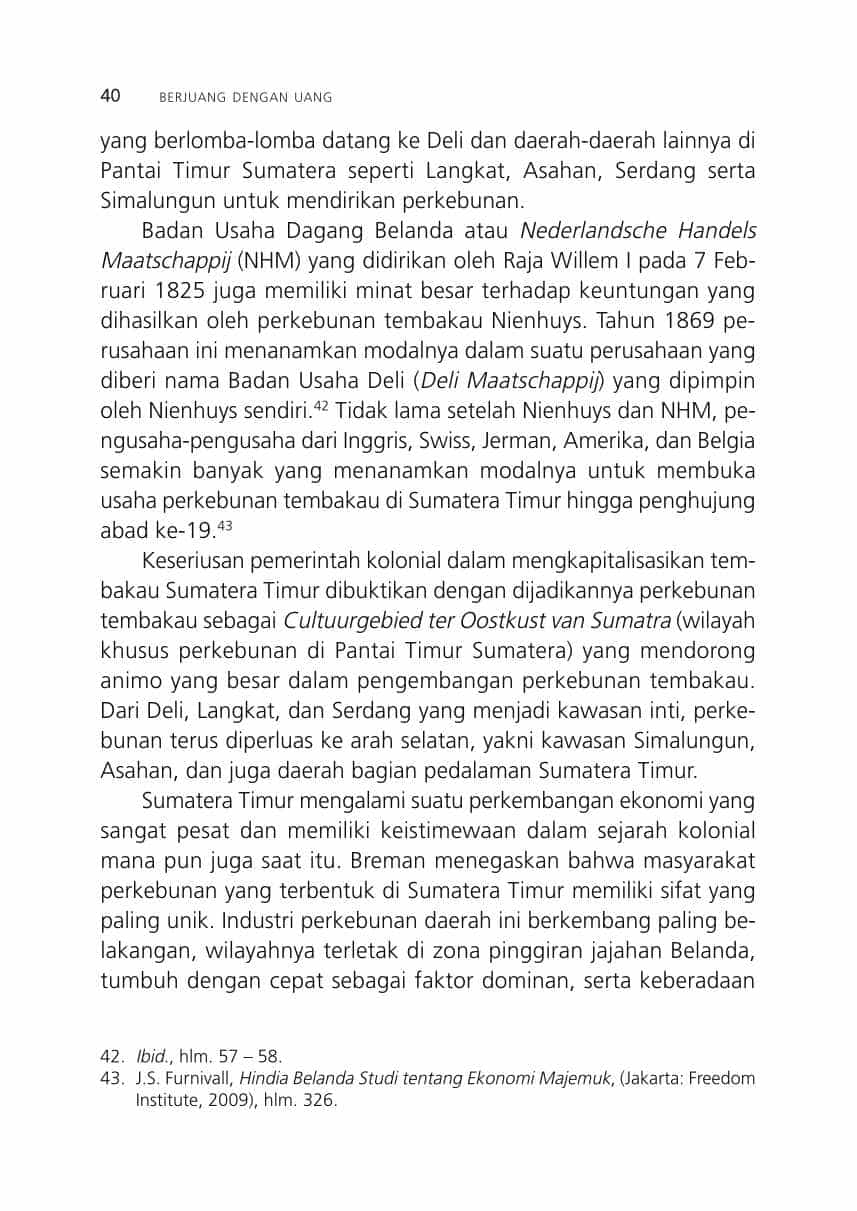 40 BERJUANG DENGAN UANG
yang berlomba-lomba datang ke Deli dan daerah-daerah lainnya di
Pantai Timur Sumatera seperti Langkat, Asahan, Serdang serta
Simalungun untuk mendirikan perkebunan.
Badan Usaha Dagang Belanda atau Nederlandsche Handels
Maatschappij (NHM) yang didirikan oleh Raja Willem I pada 7 Feb-
ruari 1825 juga memiliki minat besar terhadap keuntungan yang
dihasilkan oleh perkebunan tembakau Nienhuys. Tahun 1869 pe-
rusahaan ini menanamkan modalnya dalam suatu perusahaan yang
diberi nama Badan Usaha Deli (Deli Maatschappij) yang dipimpin
oleh Nienhuys sendiri.42 Tidak lama setelah Nienhuys dan NHM, pe-
ngusaha-pengusaha dari Inggris, Swiss, Jerman, Amerika, dan Belgia
semakin banyak yang menanamkan modalnya untuk membuka
usaha perkebunan tembakau di Sumatera Timur hingga penghujung
abad ke-19.43
Keseriusan pemerintah kolonial dalam mengkapitalisasikan tem-
bakau Sumatera Timur dibuktikan dengan dijadikannya perkebunan
tembakau sebagai Cultuurgebied ter Oostkust van Sumatra (wilayah
khusus perkebunan di Pantai Timur Sumatera) yang mendorong
animo yang besar dalam pengembangan perkebunan tembakau.
Dari Deli, Langkat, dan Serdang yang menjadi kawasan inti, perke-
bunan terus diperluas ke arah selatan, yakni kawasan Simalungun,
Asahan, dan juga daerah bagian pedalaman Sumatera Timur.
Sumatera Timur mengalami suatu perkembangan ekonomi yang
sangat pesat dan memiliki keistimewaan dalam sejarah kolonial
mana pun juga saat itu. Breman menegaskan bahwa masyarakat
perkebunan yang terbentuk di Sumatera Timur memiliki sifat yang
paling unik. Industri perkebunan daerah ini berkembang paling be-
lakangan, wilayahnya terletak di zona pinggiran jajahan Belanda,
tumbuh dengan cepat sebagai faktor dominan, serta keberadaan
42. Ibid., hlm. 57 – 58.
43. J.S. Furnivall, Hindia Belanda Studi tentang Ekonomi Majemuk, (Jakarta: Freedom
Institute, 2009), hlm. 326.